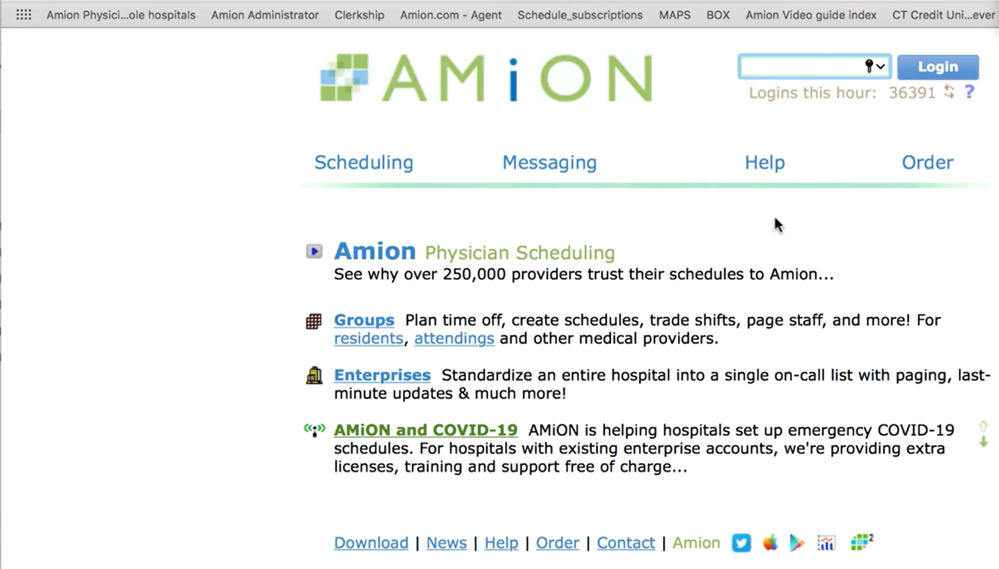 Amion Physici...ole hospitals Amion Administrator Clerkship Amion.com - Agent Schedule_subscriptions MAPS BOX Amion Video guide index CT Credit Uni...ever
AMiON
Login
Logins this hour: 36391 ?
Scheduling Messaging Help Order
Amion Physician Scheduling
See why over 250,000 providers trust their schedules to Amion...
Groups Plan time off, create schedules, trade shifts, page staff, and more! For
residents, attendings and other medical providers.
Enterprises Standardize an entire hospital into a single on-call list with paging, last-
minute updates & much more!
AMiON and COVID-19 AMiON is helping hospitals set up emergency COVID-19
schedules. For hospitals with existing enterprise accounts, we're providing extra
licenses, training and support free of charge...
Download | News | Help | Order | Contact | Amion 2